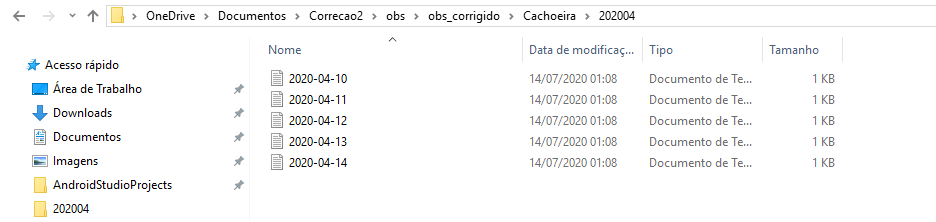 OneDrive > Documentos > Correcao2 > obs > obs_corrigido > Cachoeira > 202004
Nome Data de modificaç... Tipo Tamanho
Acesso rápido
Área de Trabalho
Downloads
Documentos
Imagens
AndroidStudioProjects
202004
2020-04-10 14/07/2020 01:08 Documento de Te... 1 KB
2020-04-11 14/07/2020 01:08 Documento de Te... 1 KB
2020-04-12 14/07/2020 01:08 Documento de Te... 1 KB
2020-04-13 14/07/2020 01:08 Documento de Te... 1 KB
2020-04-14 14/07/2020 01:08 Documento de Te... 1 KB